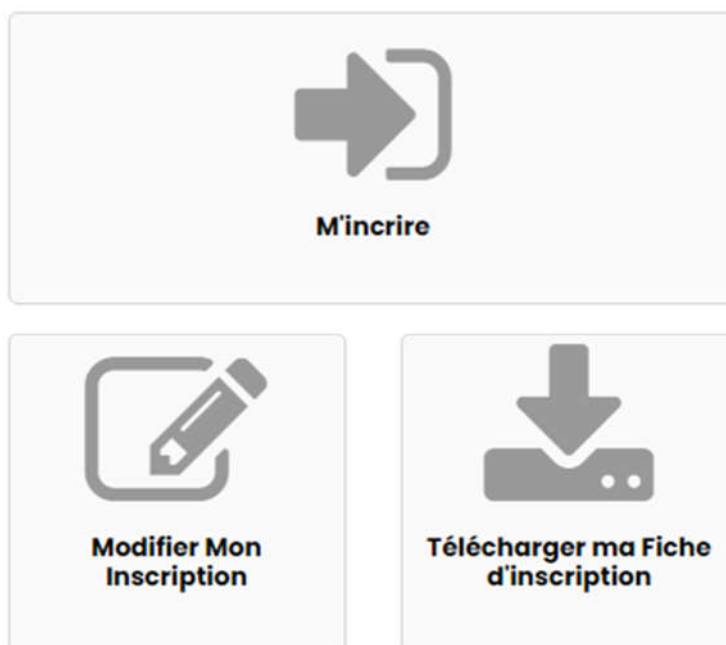 M'incrire
Modifier Mon
Inscription
Télécharger ma Fiche
d'inscription